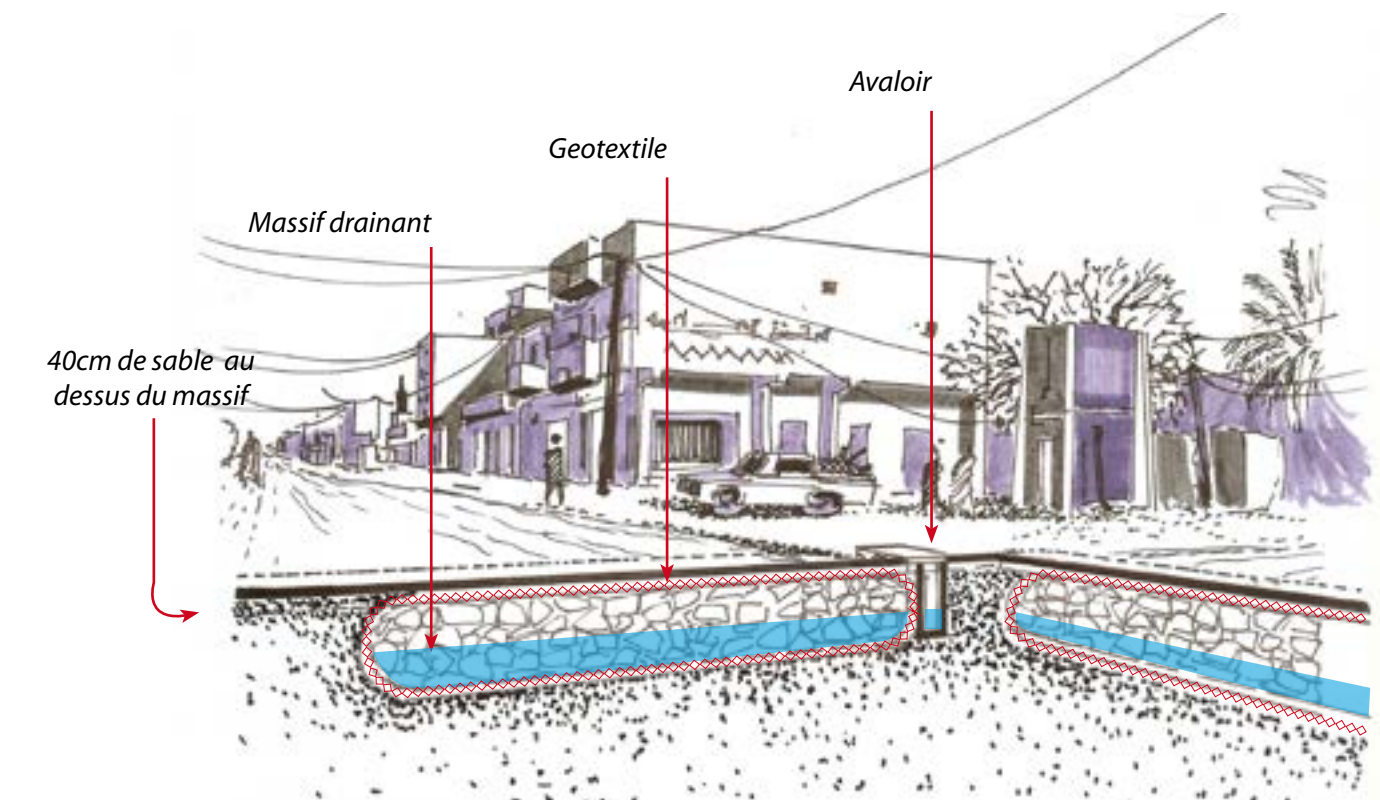 Avaloir
Geotextile
Massif drainant
40cm de sable au
dessus du massif